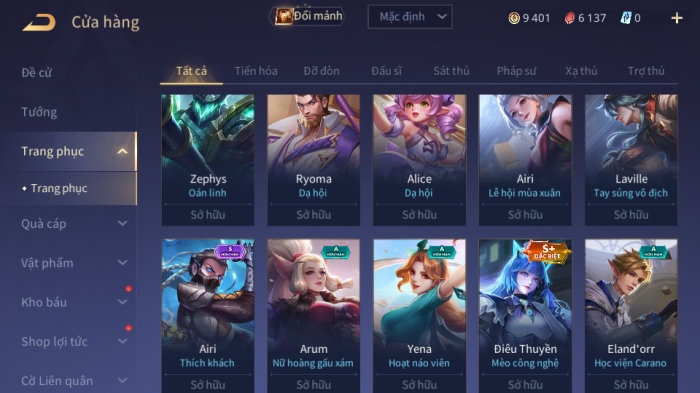 Cửa hàng
Đổi mảnh
Mặc định
9 401
6 137
0
Đề cử
Tướng
Trang phục
Trang phục
Quà cáp
Vật phẩm
Kho báu
Shop lợi tức
Cờ Liên quân
Tất cả Tiến hóa Đỡ đòn Đấu sĩ Sát thủ Pháp sư Xạ thủ Trợ thủ
Zephys
Oán linh
Sở hữu
Ryoma
Dạ hội
Sở hữu
Alice
Dạ hội
Sở hữu
Airi
Lễ hội mùa xuân
Sở hữu
Laville
Tay súng vô địch
Sở hữu
S
HỮU HẠN
Airi
Thích khách
Sở hữu
A
HỮU HẠN
Arum
Nữ hoàng gấu xám
Sở hữu
A
HỮU HẠN
Yena
Hoạt náo viên
Sở hữu
S+
ĐẶC BIỆT
Điêu Thuyền
Mèo công nghệ
Sở hữu
A
HỮU HẠN
Eland'orr
Học viện Carano
Sở hữu